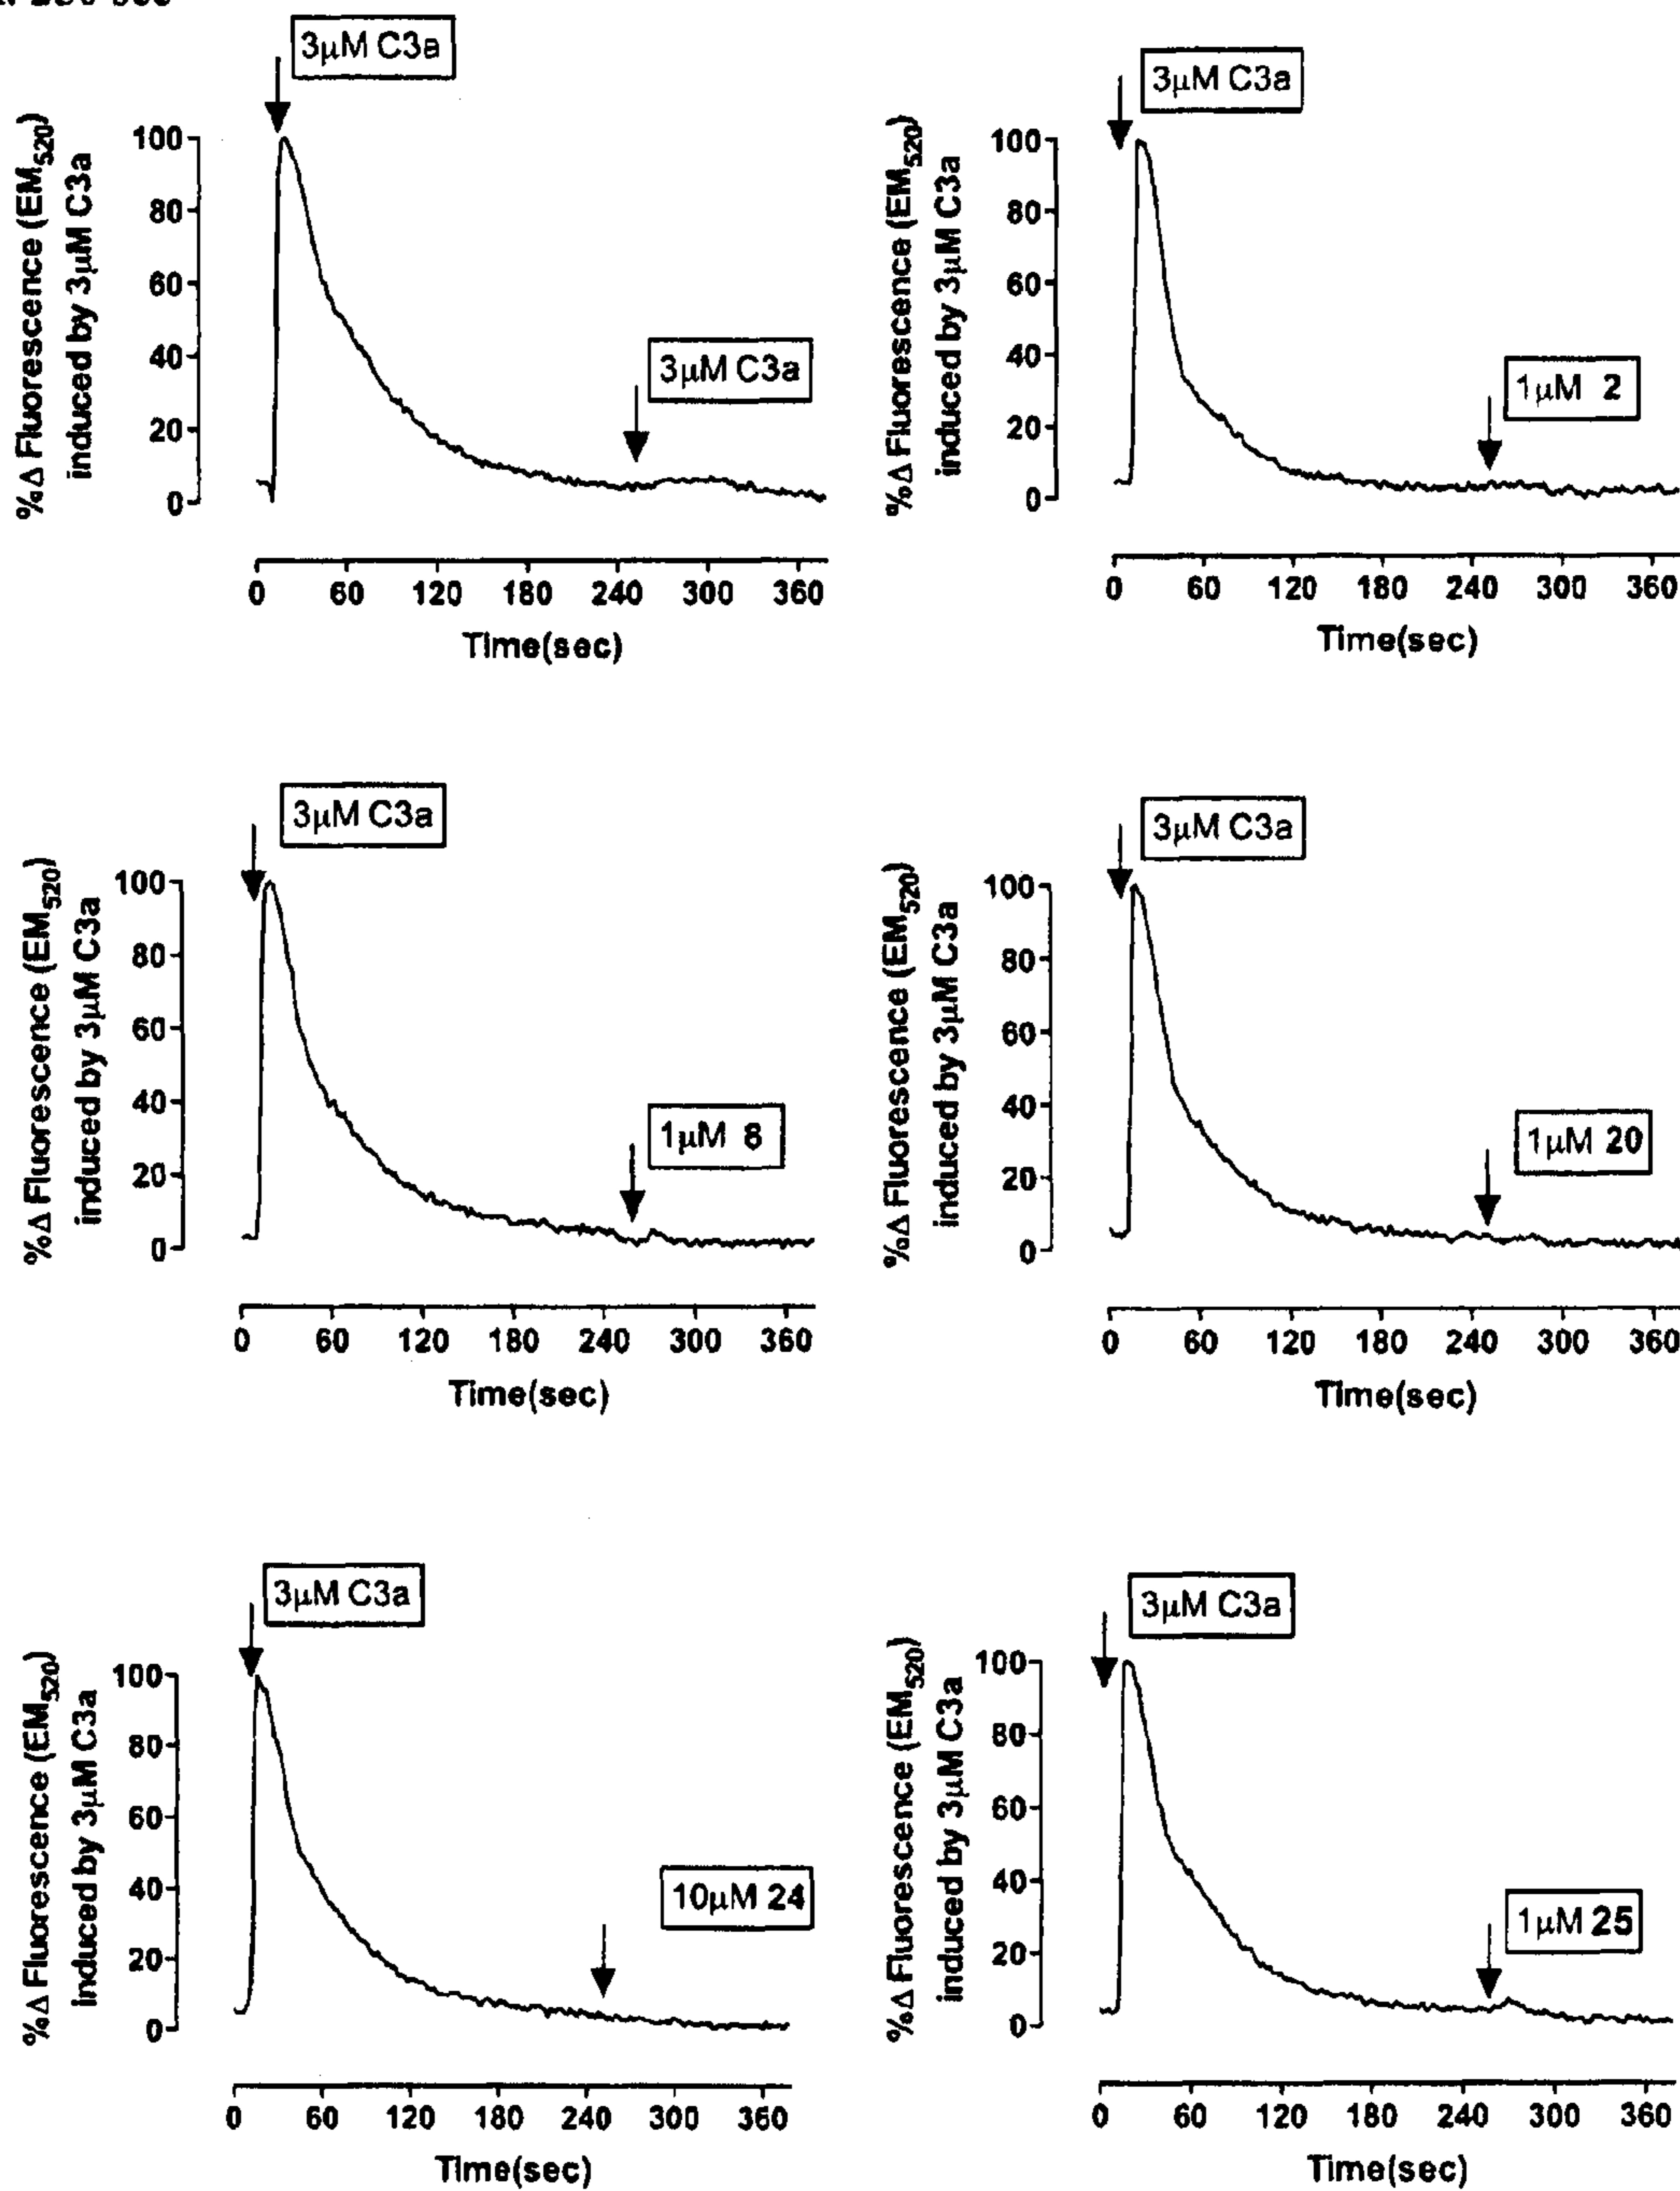 3μM C3a
%Δ Fluorescence (EM520)
induced by 3μM C3a
100
80
60
40
20
0
3μM C3a
0 60 120 180 240 300 360
Time(sec)
3μM C3a
%Δ Fluorescence (EM520)
induced by 3μM C3a
100
80
60
40
20
0
1μM 2
0 60 120 180 240 300 360
Time(sec)
3μM C3a
%Δ Fluorescence (EM520)
induced by 3μM C3a
100
80
60
40
20
0
1μM 8
0 60 120 180 240 300 360
Time(sec)
3μM C3a
%Δ Fluorescence (EM520)
induced by 3μM C3a
100
80
60
40
20
0
1μM 20
0 60 120 180 240 300 360
Time(sec)
3μM C3a
%Δ Fluorescence (EM520)
induced by 3μM C3a
100
80
60
40
20
0
10μM 24
0 60 120 180 240 300 360
Time(sec)
3μM C3a
%Δ Fluorescence (EM520)
induced by 3μM C3a
100
80
60
40
20
0
1μM 25
0 60 120 180 240 300 360
Time(sec)